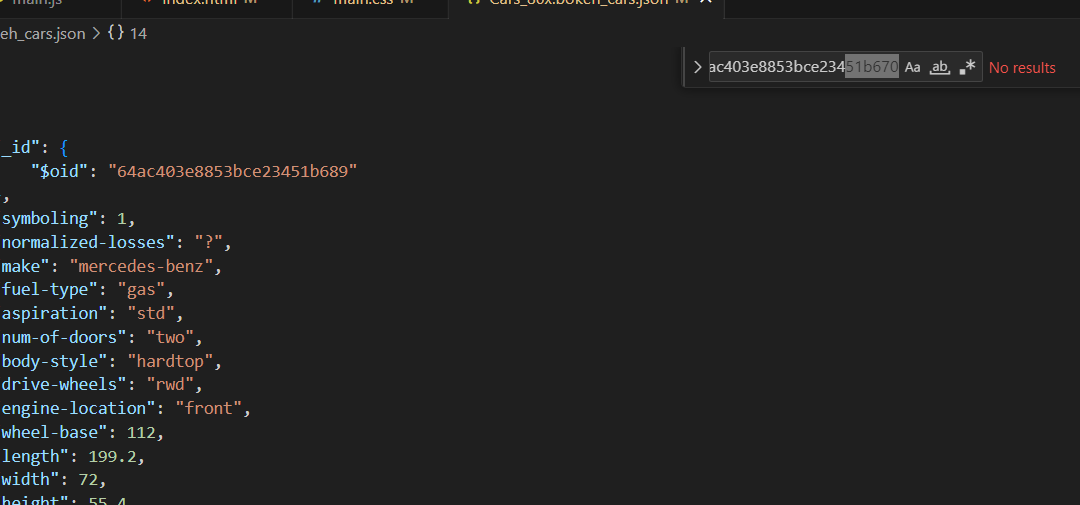 main.js index.html M main.css M Cars_80x.bokeh_cars.json M
eh_cars.json > {} 14
ac403e8853bce23451b670 Aa ab .* No results
_id": {
"$oid": "64ac403e8853bce23451b689"
,
symboling": 1,
normalized-losses": "?",
make": "mercedes-benz",
fuel-type": "gas",
aspiration": "std",
num-of-doors": "two",
body-style": "hardtop",
drive-wheels": "rwd",
engine-location": "front",
wheel-base": 112,
length": 199.2,
width": 72,
height": 55.4